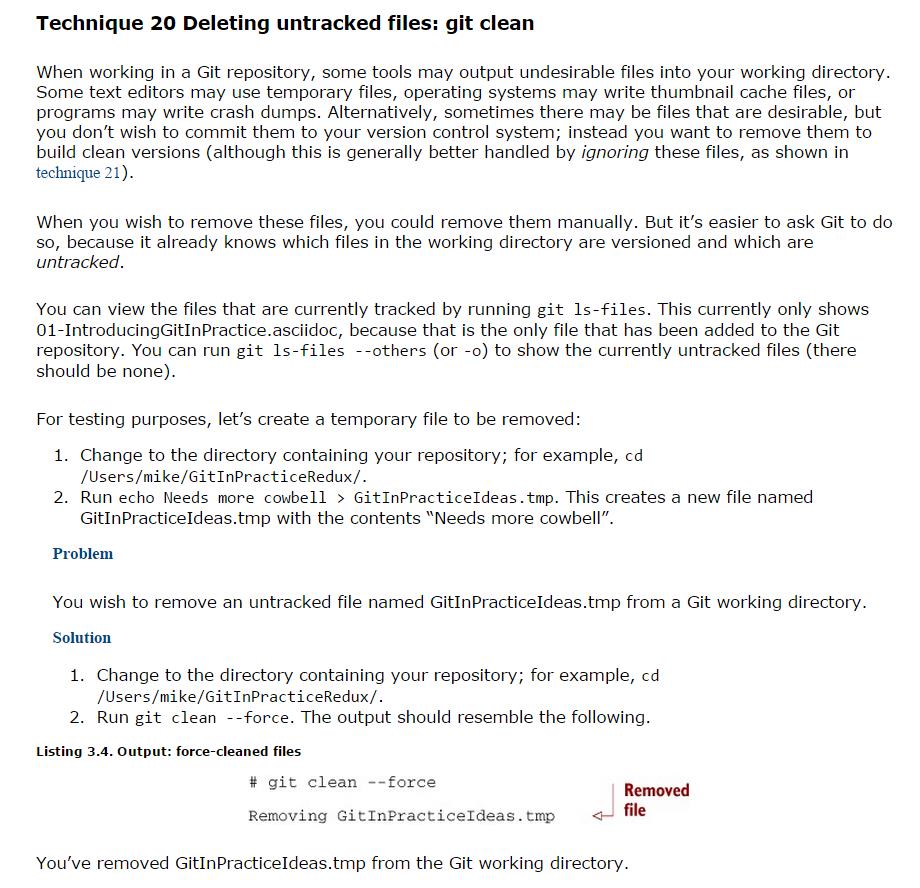 Technique 20 Deleting untracked files: git clean
When working in a Git repository, some tools may output undesirable files into your working directory.
Some text editors may use temporary files, operating systems may write thumbnail cache files, or
programs may write crash dumps. Alternatively, sometimes there may be files that are desirable, but
you don’t wish to commit them to your version control system; instead you want to remove them to
build clean versions (although this is generally better handled by ignoring these files, as shown in
technique 21).
When you wish to remove these files, you could remove them manually. But it’s easier to ask Git to do
so, because it already knows which files in the working directory are versioned and which are
untracked.
You can view the files that are currently tracked by running git ls-files. This currently only shows
01-IntroducingGitInPractice.asciidoc, because that is the only file that has been added to the Git
repository. You can run git ls-files --others (or -o) to show the currently untracked files (there
should be none).
For testing purposes, let’s create a temporary file to be removed:
1. Change to the directory containing your repository; for example, cd
/Users/mike/GitInPracticeRedux/.
2. Run echo Needs more cowbell > GitInPracticeIdeas.tmp. This creates a new file named
GitInPracticeIdeas.tmp with the contents “Needs more cowbell”.
Problem
You wish to remove an untracked file named GitInPracticeIdeas.tmp from a Git working directory.
Solution
1. Change to the directory containing your repository; for example, cd
/Users/mike/GitInPracticeRedux/.
2. Run git clean --force. The output should resemble the following.
Listing 3.4. Output: force-cleaned files
# git clean --force
Removing GitInPracticeIdeas.tmp
Removed
file
You’ve removed GitInPracticeIdeas.tmp from the Git working directory.